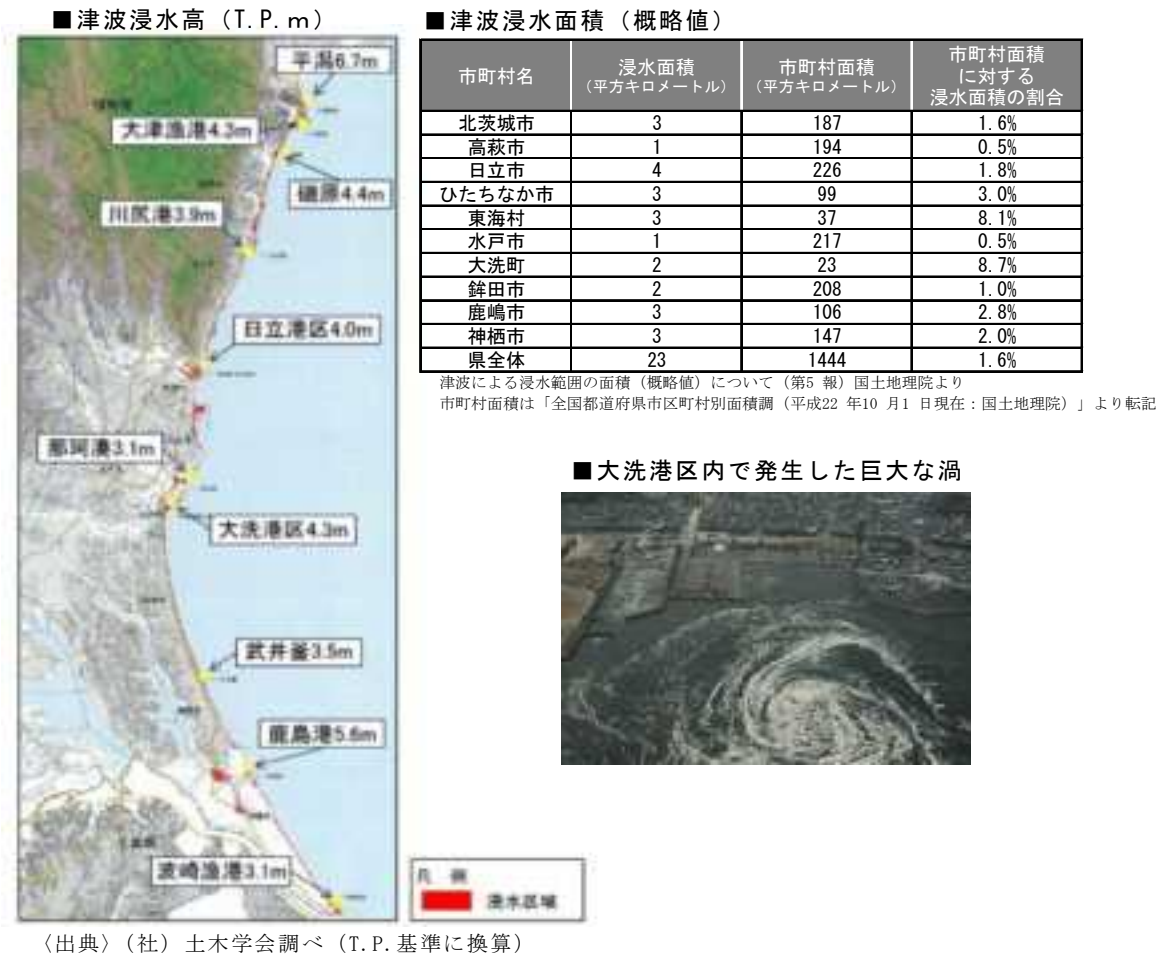 ■津波浸水高（T.P.m）
平潟6.7m
大津漁港4.3m
磯原4.4m
川尻港3.9m
日立港区4.0m
那珂湊3.1m
大洗港区4.3m
武井釜3.5m
鹿島港5.6m
波崎漁港3.1m
凡 例
浸水区域
〈出典〉（社）土木学会調べ（T.P.基準に換算）
■津波浸水面積（概略値）
市町村名 浸水面積（平方キロメートル） 市町村面積（平方キロメートル） 市町村面積に対する浸水面積の割合
北茨城市 3 187 1.6%
高萩市 1 194 0.5%
日立市 4 226 1.8%
ひたちなか市 3 99 3.0%
東海村 3 37 8.1%
水戸市 1 217 0.5%
大洗町 2 23 8.7%
鉾田市 2 208 1.0%
鹿嶋市 3 106 2.8%
神栖市 3 147 2.0%
県全体 23 1444 1.6%
津波による浸水範囲の面積（概略値）について（第5 報）国土地理院より
市町村面積は「全国都道府県市区町村別面積調（平成22 年10 月1 日現在：国土地理院）」より転記
■大洗港区内で発生した巨大な渦